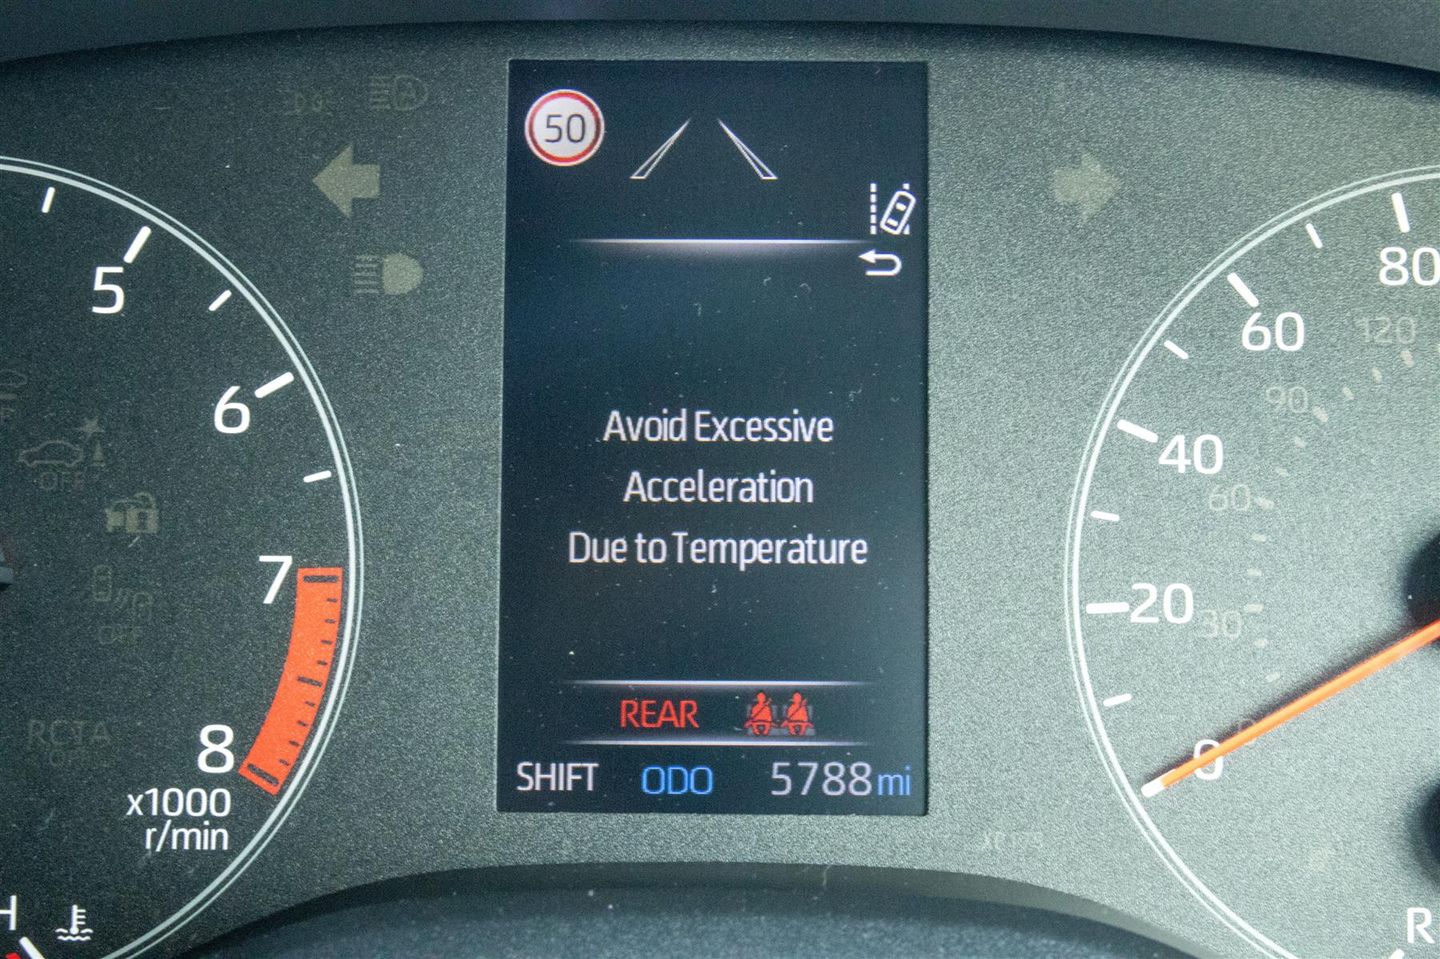 50
Avoid Excessive
Acceleration
Due to Temperature
REAR
SHIFT ODO 5788 mi
5
6
7
8
x1000
r/min
H
OFF
OFF
RCTA
80
60
40
20
0
120
90
60
30
R